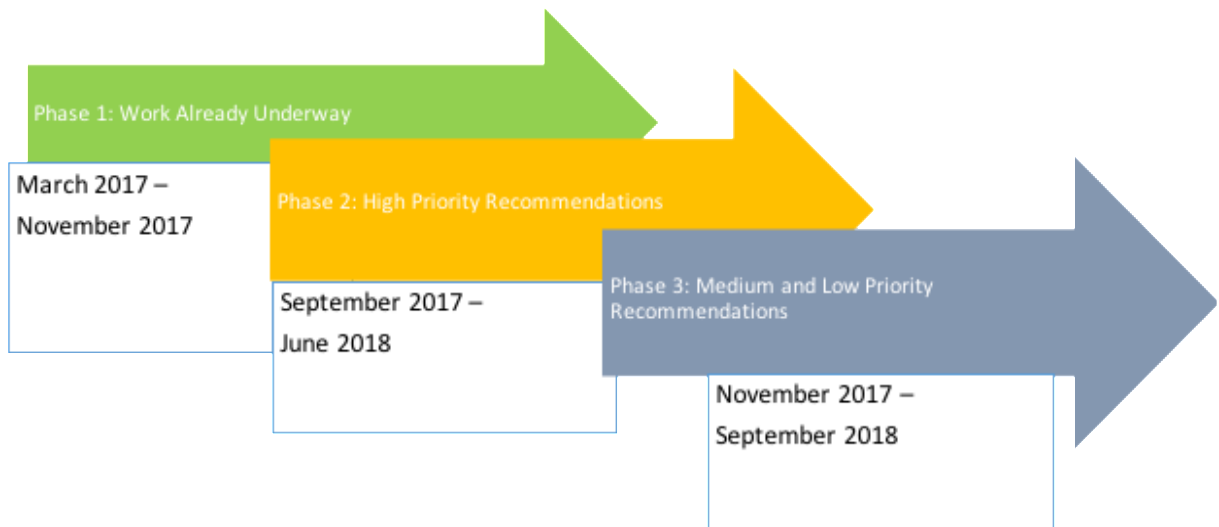 Phase 1: Work Already Underway
March 2017 –
November 2017
Phase 2: High Priority Recommendations
September 2017 –
June 2018
Phase 3: Medium and Low Priority
Recommendations
November 2017 –
September 2018